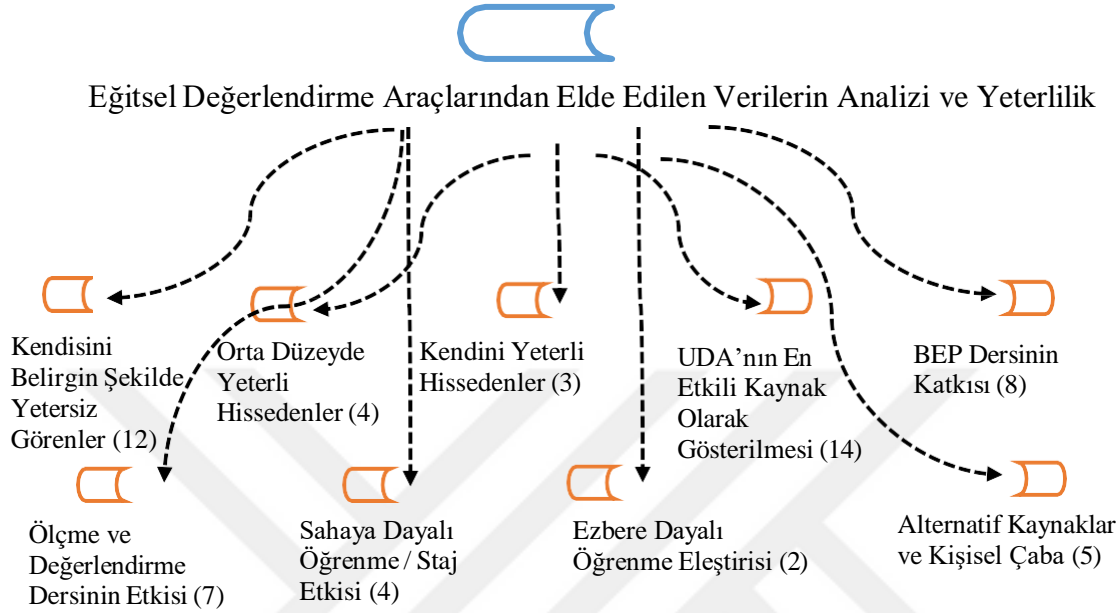 Eğitsel Değerlendirme Araçlarından Elde Edilen Verilerin Analizi ve Yeterlilik
Kendisini
Belirgin Şekilde
Yetersiz
Görenler (12)
Orta Düzeyde
Yeterli
Hissedenler (4)
Kendini Yeterli
Hissedenler (3)
UDA’nın En
Etkili Kaynak
Olarak
Gösterilmesi (14)
BEP Dersinin
Katkısı (8)
Ölçme ve
Değerlendirme
Dersinin Etkisi (7)
Sahaya Dayalı
Öğrenme / Staj
Etkisi (4)
Ezbere Dayalı
Öğrenme Eleştirisi (2)
Alternatif Kaynaklar
ve Kişisel Çaba (5)